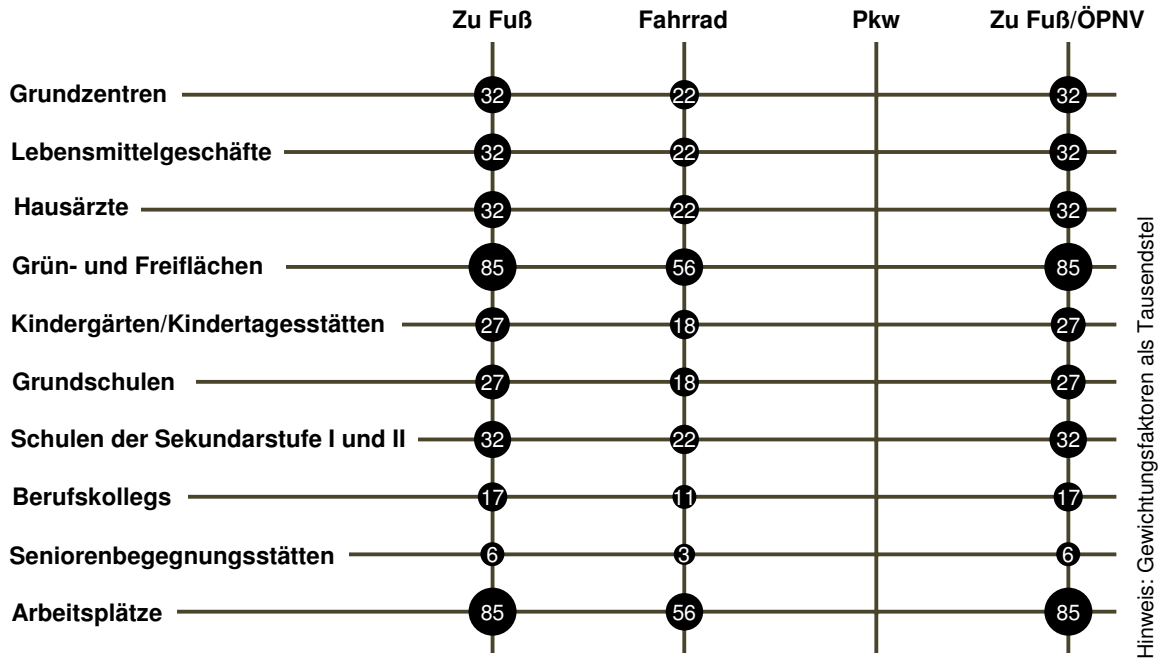 Zu Fuß Fahrrad Pkw Zu Fuß/ÖPNV
Grundzentren 32 22 32
Lebensmittelgeschäfte 32 22 32
Hausärzte 32 22 32
Grün- und Freiflächen 85 56 85
Kindergärten/Kindertagesstätten 27 18 27
Grundschulen 27 18 27
Schulen der Sekundarstufe I und II 32 22 32
Berufskollegs 17 11 17
Seniorenbegegnungsstätten 6 3 6
Arbeitsplätze 85 56 85
Hinweis: Gewichtungsfaktoren als Tausendstel